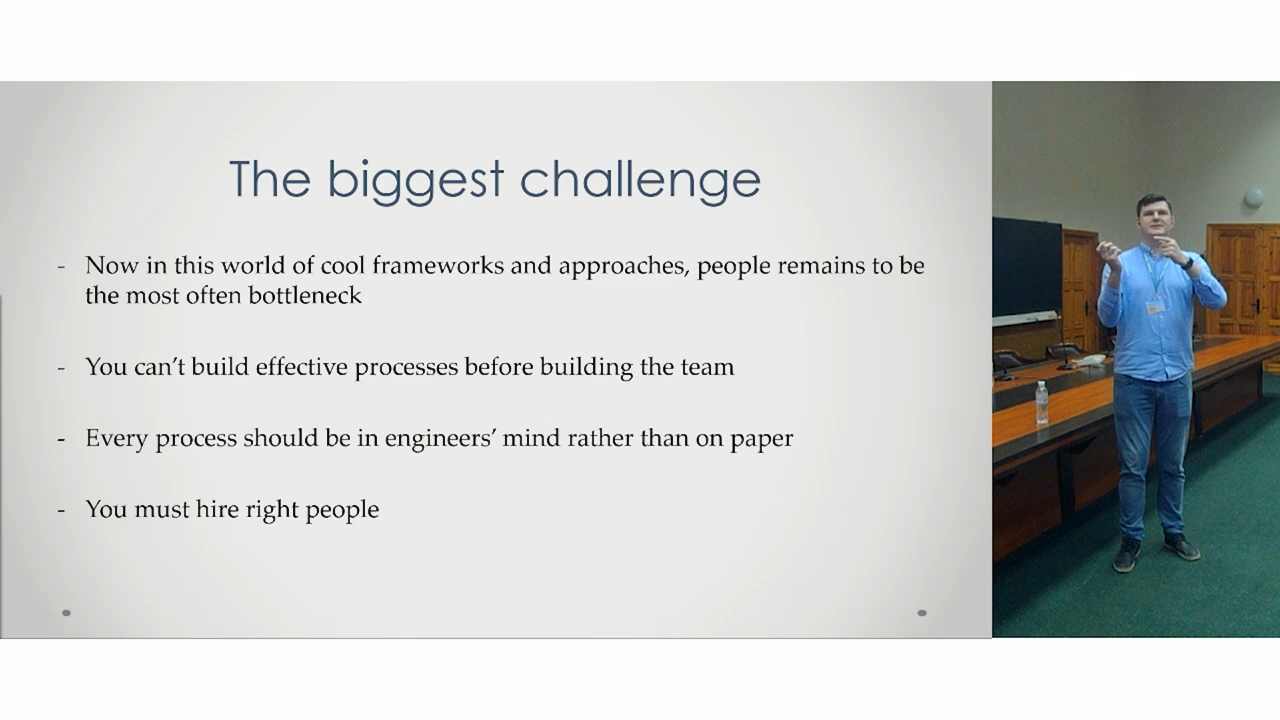 The biggest challenge
- Now in this world of cool frameworks and approaches, people remains to be
the most often bottleneck
- You can’t build effective processes before building the team
- Every process should be in engineers’ mind rather than on paper
- You must hire right people